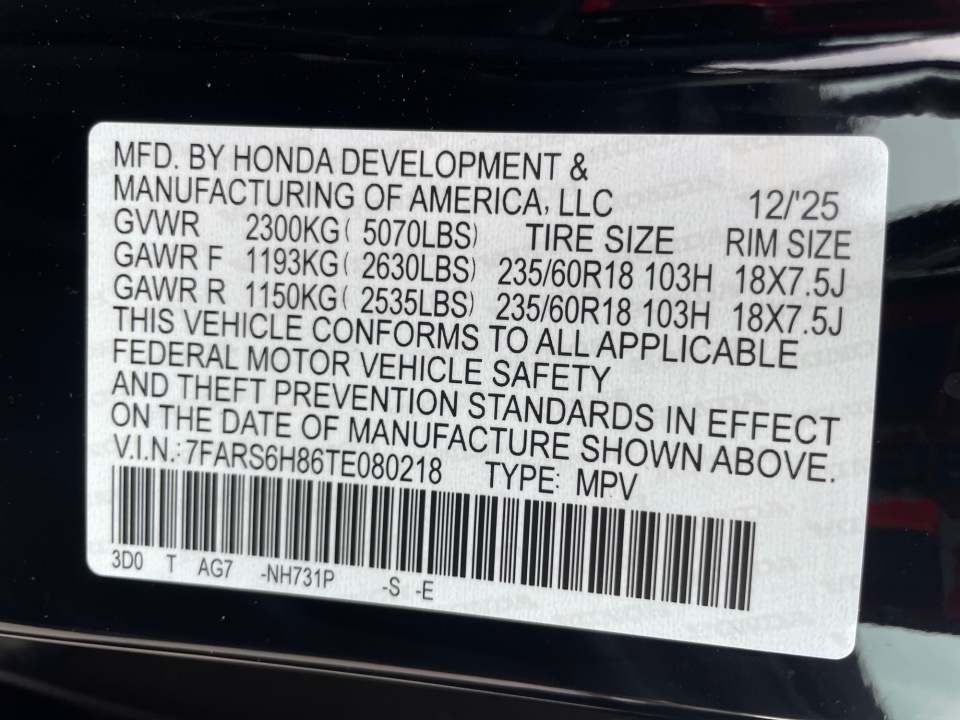 MFD. BY HONDA DEVELOPMENT &
MANUFACTURING OF AMERICA, LLC 12/'25
GVWR 2300KG( 5070LBS) TIRE SIZE RIM SIZE
GAWR F 1193KG( 2630LBS) 235/60R18 103H 18X7.5J
GAWR R 1150KG( 2535LBS) 235/60R18 103H 18X7.5J
THIS VEHICLE CONFORMS TO ALL APPLICABLE
FEDERAL MOTOR VEHICLE SAFETY
AND THEFT PREVENTION STANDARDS IN EFFECT
ON THE DATE OF MANUFACTURE SHOWN ABOVE.
V.I.N.: 7FARS6H86TE080218 TYPE: MPV
3D0 T AG7 -NH731P -S -E